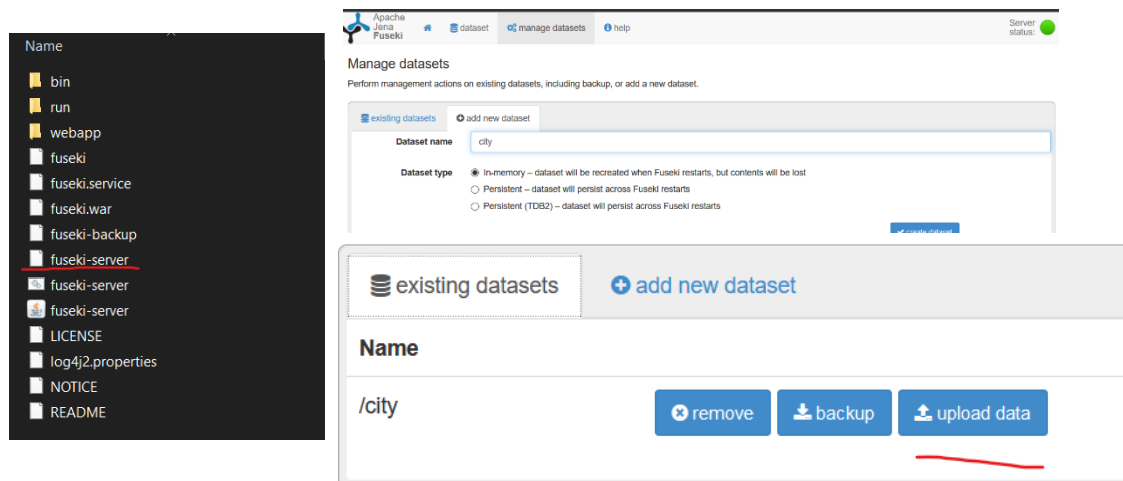 Name
bin
run
webapp
fuseki
fuseki.service
fuseki.war
fuseki-backup
fuseki-server
fuseki-server
fuseki-server
LICENSE
log4j2.properties
NOTICE
README
Apache
Jena
Fuseki
dataset
manage datasets
help
Server
status:
Manage datasets
Perform management actions on existing datasets, including backup, or add a new dataset.
existing datasets
add new dataset
Dataset name
city
Dataset type
In-memory – dataset will be recreated when Fuseki restarts, but contents will be lost
Persistent – dataset will persist across Fuseki restarts
Persistent (TDB2) – dataset will persist across Fuseki restarts
create dataset
existing datasets
add new dataset
Name
/city
remove
backup
upload data